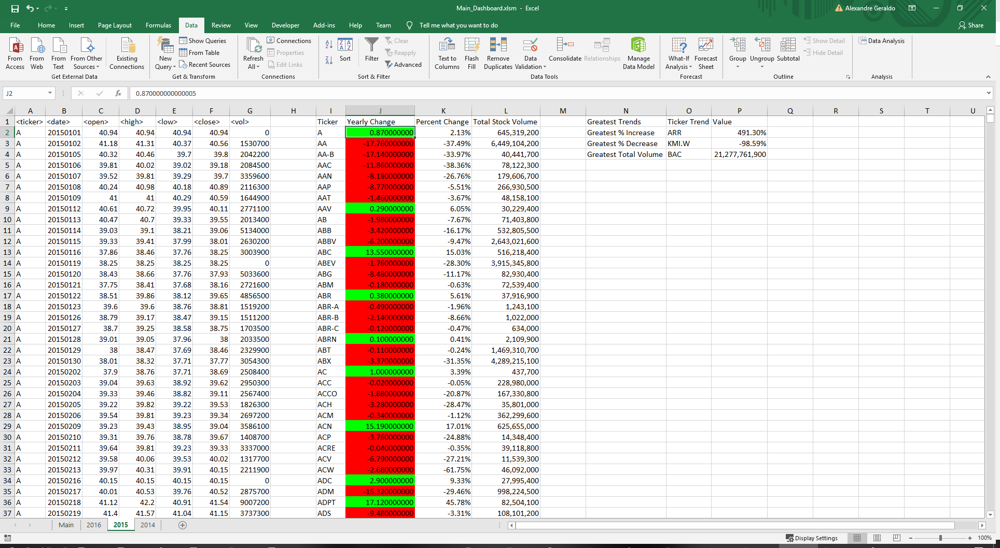 Main_Dashboard.xlsm - Excel
Alexandre Geraldo
File Home Insert Page Layout Formulas Data Review View Developer Add-ins Help Team Tell me what you want to do Share
From Access
From Web
From Text
From Other Sources
Existing Connections
Get External Data
New Query
Show Queries
From Table
Recent Sources
Get & Transform
Refresh All
Connections
Properties
Edit Links
Connections
Sort
Filter
Clear
Reapply
Advanced
Sort & Filter
Text to Columns
Flash Fill
Remove Duplicates
Data Validation
Consolidate
Relationships
Manage Data Model
Data Tools
What-If Analysis
Forecast Sheet
Forecast
Group
Ungroup
Subtotal
Show Detail
Hide Detail
Outline
Data Analysis
Analysis
J2 fx 0.870000000000005
A B C D E F G H I J K L M N O P Q R S T U
1 <ticker> <date> <open> <high> <low> <close> <vol> Ticker Yearly Change Percent Change Total Stock Volume Greatest Trends Ticker Trend Value
2 A 20150101 40.94 40.94 40.94 40.94 0 A 0.870000000 2.13% 645,319,200 Greatest % Increase ARR 491.30%
3 A 20150102 41.18 41.31 40.37 40.56 1530700 AA -17.760000000 -37.49% 6,449,104,200 Greatest % Decrease KMI.W -98.59%
4 A 20150105 40.32 40.46 39.7 39.8 2042200 AA-B -17.140000000 -33.97% 40,441,700 Greatest Total Volume BAC 21,277,761,900
5 A 20150106 39.81 40.02 39.02 39.18 2084500 AAC -11.860000000 -38.36% 78,122,300
6 A 20150107 39.52 39.81 39.29 39.7 3359600 AAN -8.180000000 -26.76% 179,606,700
7 A 20150108 40.24 40.98 40.18 40.89 2116300 AAP -8.770000000 -5.51% 266,930,500
8 A 20150109 41 41 40.29 40.59 1644900 AAT -1.460000000 -3.67% 48,158,100
9 A 20150112 40.61 40.72 39.95 40.11 2771100 AAV 0.290000000 6.05% 30,229,400
10 A 20150113 40.47 40.7 39.33 39.55 2013400 AB -1.980000000 -7.67% 71,403,800
11 A 20150114 39.03 39.1 38.21 39.06 5134000 ABB -3.420000000 -16.17% 532,805,500
12 A 20150115 39.33 39.41 37.99 38.01 2630200 ABBV -6.200000000 -9.47% 2,643,021,600
13 A 20150116 37.86 38.46 37.76 38.25 3003900 ABC 13.550000000 15.03% 516,218,400
14 A 20150119 38.25 38.25 38.25 38.25 0 ABEV -1.760000000 -28.30% 3,915,345,800
15 A 20150120 38.43 38.66 37.76 37.93 5033600 ABG -8.480000000 -11.17% 82,930,400
16 A 20150121 37.75 38.41 37.68 38.16 2721600 ABM -0.180000000 -0.63% 72,539,400
17 A 20150122 38.51 39.86 38.12 39.65 4856500 ABR 0.380000000 5.61% 37,916,900
18 A 20150123 39.6 39.6 38.76 38.81 1519200 ABR-A -0.490000000 -1.96% 1,243,100
19 A 20150126 38.79 39.17 38.47 39.15 1511200 ABR-B -2.140000000 -8.66% 1,022,000
20 A 20150127 38.7 39.25 38.58 38.75 1703500 ABR-C -0.120000000 -0.47% 634,000
21 A 20150128 39.01 39.05 37.96 38 2033500 ABRN 0.100000000 0.41% 2,109,900
22 A 20150129 38 38.47 37.69 38.46 2329900 ABT -0.110000000 -0.24% 1,469,310,700
23 A 20150130 38.01 38.32 37.71 37.77 3054300 ABX -3.370000000 -31.35% 4,289,215,100
24 A 20150202 37.9 38.76 37.71 38.69 2508400 AC 1.000000000 3.39% 437,700
25 A 20150203 39.04 39.63 38.92 39.62 2950300 ACC -0.020000000 -0.05% 228,980,000
26 A 20150204 39.33 39.46 38.82 39.11 2567400 ACCO -1.880000000 -20.87% 167,330,800
27 A 20150205 39.22 39.82 39.22 39.53 1826300 ACH -3.280000000 -28.47% 35,801,000
28 A 20150206 39.54 39.81 39.23 39.34 2697200 ACM -0.340000000 -1.12% 362,299,600
29 A 20150209 39.23 39.43 38.95 39.04 3586100 ACN 15.190000000 17.01% 625,655,000
30 A 20150210 39.31 39.76 38.78 39.67 1408700 ACP -3.760000000 -24.88% 14,348,400
31 A 20150211 39.64 39.81 39.23 39.33 3337000 ACRE -0.040000000 -0.35% 39,118,800
32 A 20150212 39.58 40.06 39.53 40.02 1317700 ACV -6.790000000 -27.21% 11,539,300
33 A 20150213 39.97 40.31 39.91 40.15 2211900 ACW -2.680000000 -61.75% 46,092,000
34 A 20150216 40.15 40.15 40.15 40.15 0 ADC 2.900000000 9.33% 27,995,400
35 A 20150217 40.01 40.53 39.76 40.52 2875700 ADM -15.320000000 -29.46% 998,224,500
36 A 20150218 41.12 42.2 40.91 41.54 9007200 ADPT 17.120000000 45.78% 82,504,100
37 A 20150219 41.4 41.57 41.04 41.15 3737300 ADS -9.480000000 -3.31% 108,101,200
Main 2016 2015 2014
Display Settings 100%